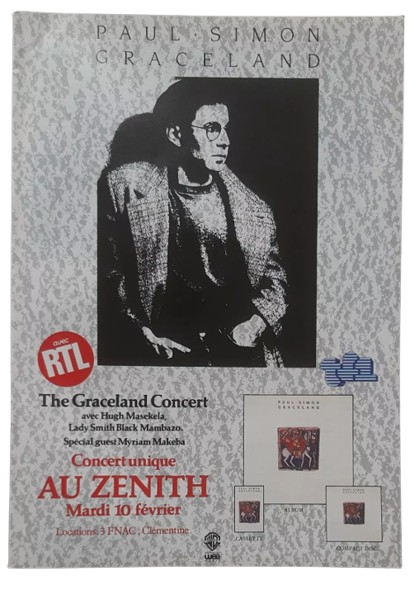 PAUL · SIMON
GRACELAND
avec
RTL
The Graceland Concert
avec Hugh Masekela,
Lady Smith Black Mambazo.
Special guest Myriam Makeba
Concert unique
AU ZENITH
Mardi 10 février
Locations: 3 FNAC, Clémentine.
PAUL · SIMON
GRACELAND
ALBUM
CASSETTE
COMPACT DISC
wea